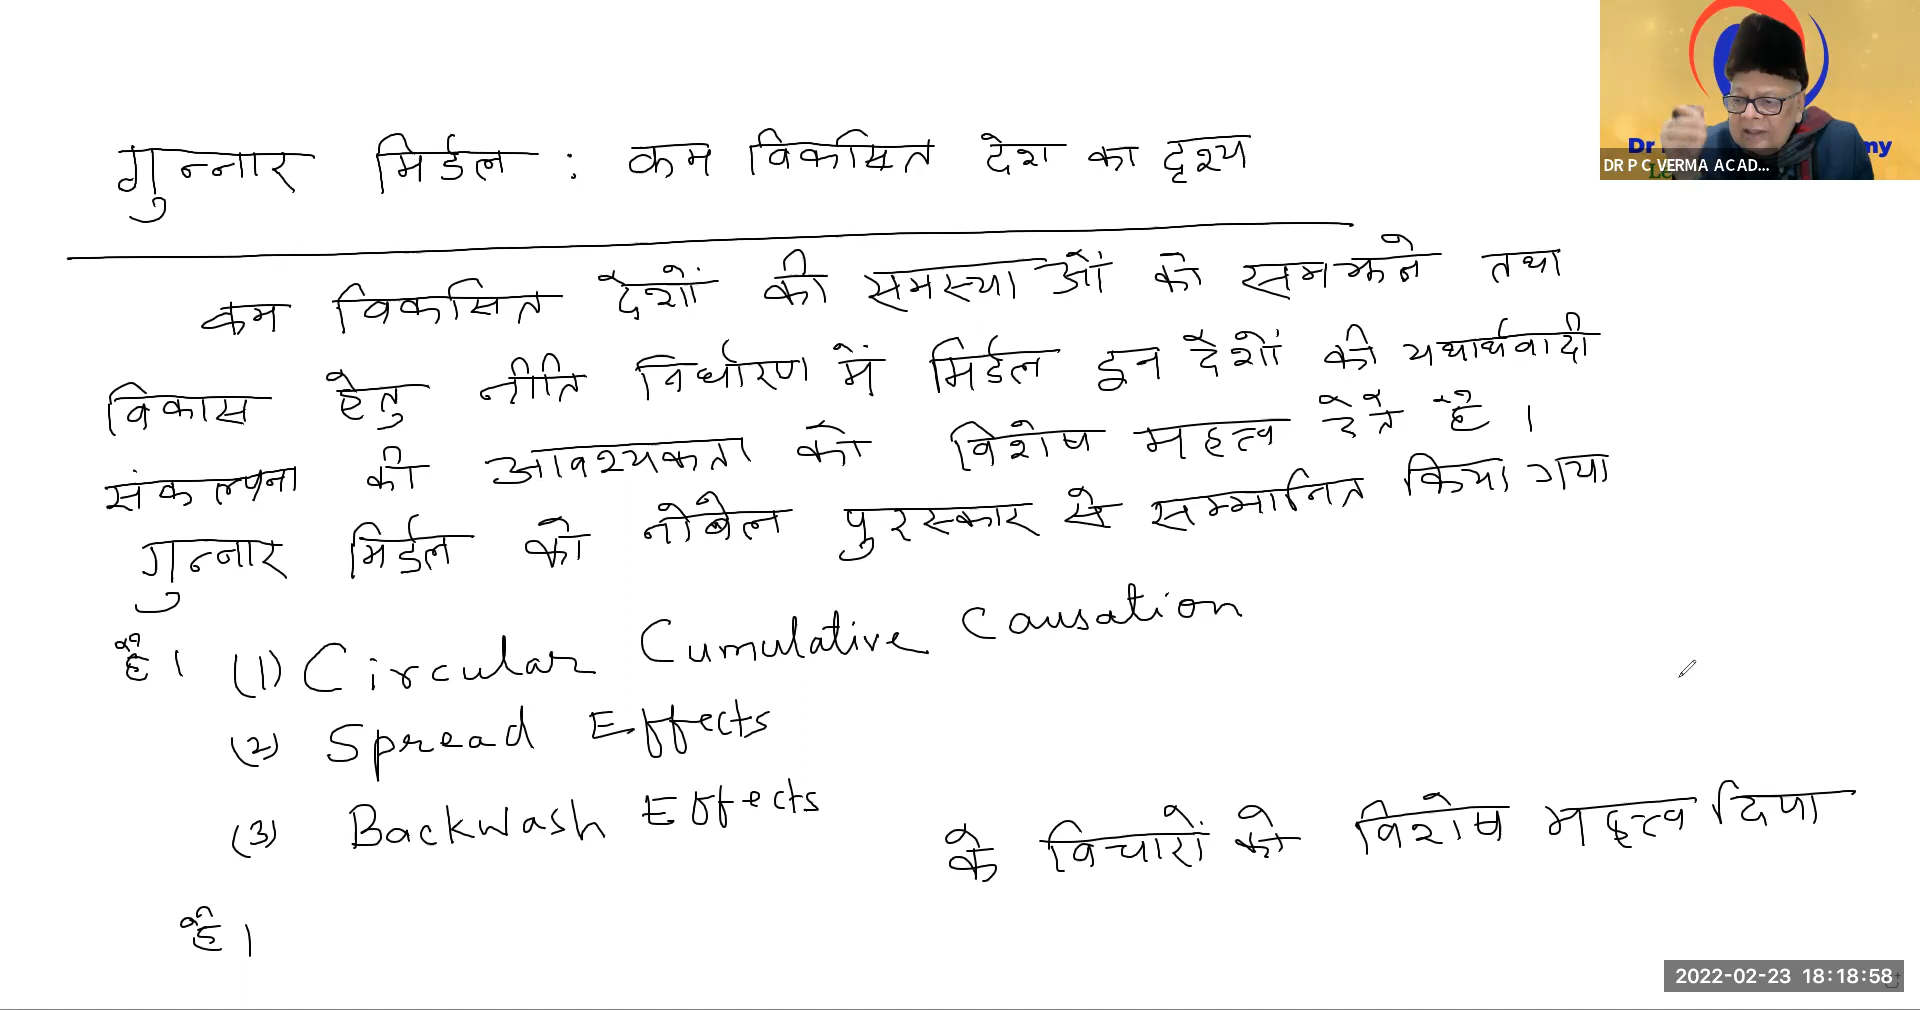 गुन्नार मिर्डल : कम विकसित देश का दृश्य
कम विकसित देशों की समस्याओं को समझने तथा
विकास हेतु नीति निर्धारण में मिर्डल इन देशों की यथार्थवादी
संकल्पना की आवश्यकता को विशेष महत्व देते है ।
गुन्नार मिर्डल को नोबेल पुरस्कार से सम्मानित किया गया
है । (1) Circular Cumulative Causation
(2) Spread Effects
(3) Backwash Effects
के विचारों को विशेष महत्व दिया
है ।
Dr
my
DR P C VERMA ACAD...
2022-02-23 18:18:58